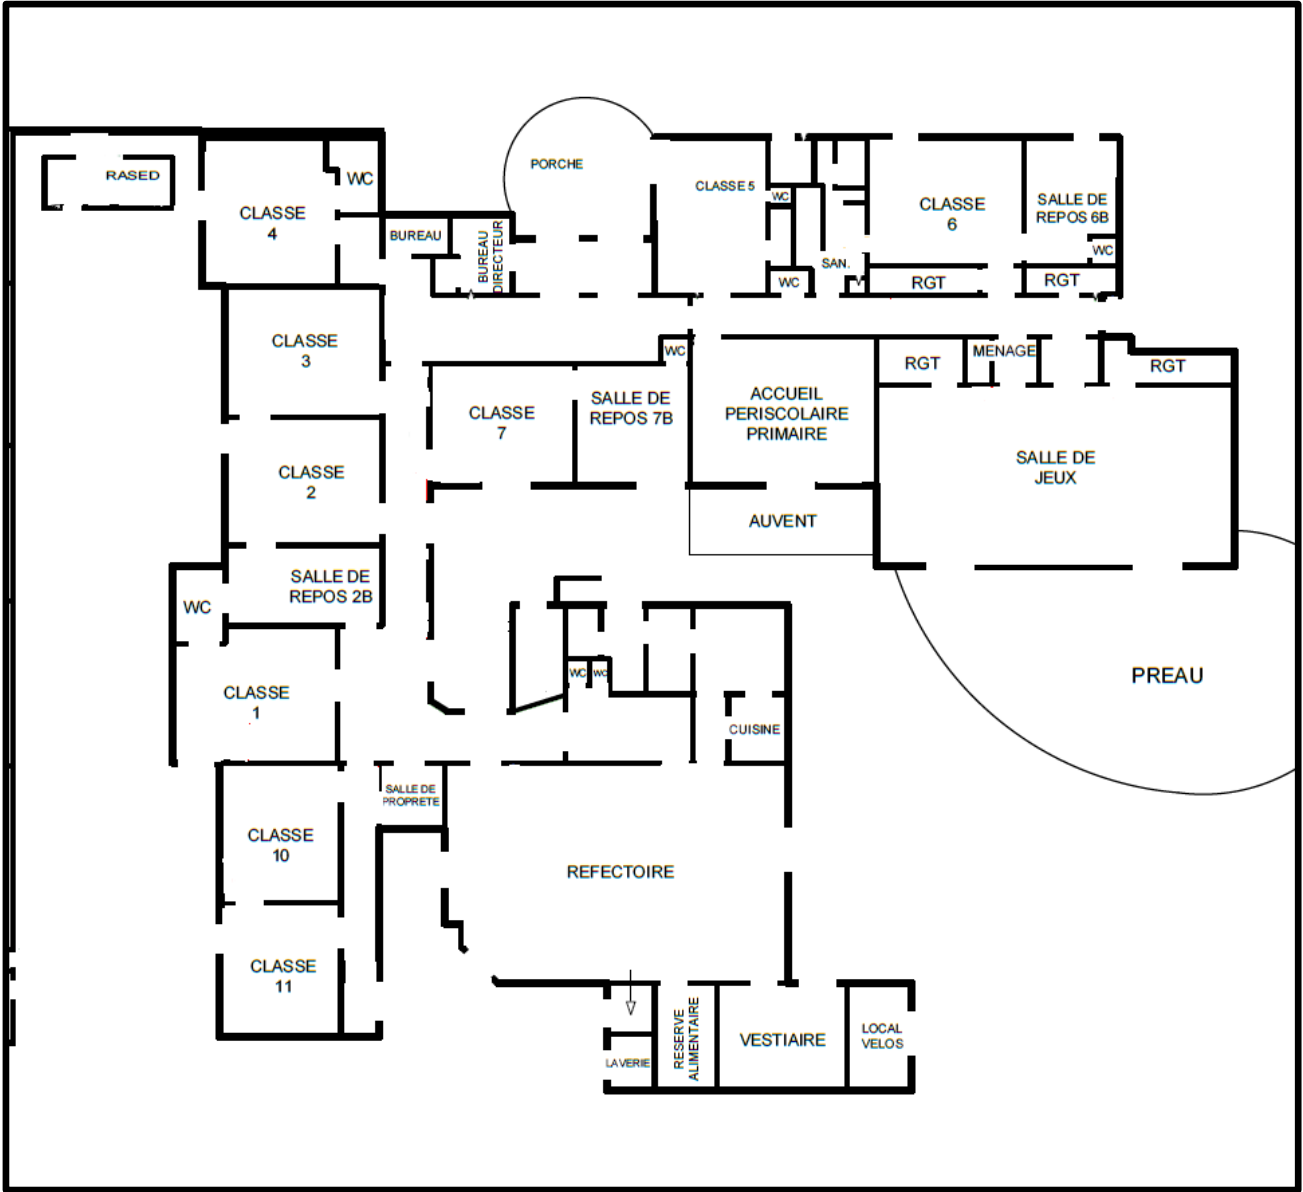 PORCHE
RASED
WC
CLASSE 5
CLASSE
4
WC
CLASSE
6
SALLE DE
REPOS 6B
BUREAU
BUREAU
DIRECTEUR
WC
SAN.
WC
RGT
RGT
CLASSE
3
WC
MENAGE
RGT
RGT
CLASSE
7
SALLE DE
REPOS 7B
ACCUEIL
PERISCOLAIRE
PRIMAIRE
SALLE DE
JEUX
CLASSE
2
AUVENT
SALLE DE
REPOS 2B
WC
WC
WC
PREAU
CLASSE
1
CUISINE
SALLE DE
PROPRETE
CLASSE
10
REFECTOIRE
CLASSE
11
LAVERIE
RESERVE
ALIMENTAIRE
VESTIAIRE
LOCAL
VELOS